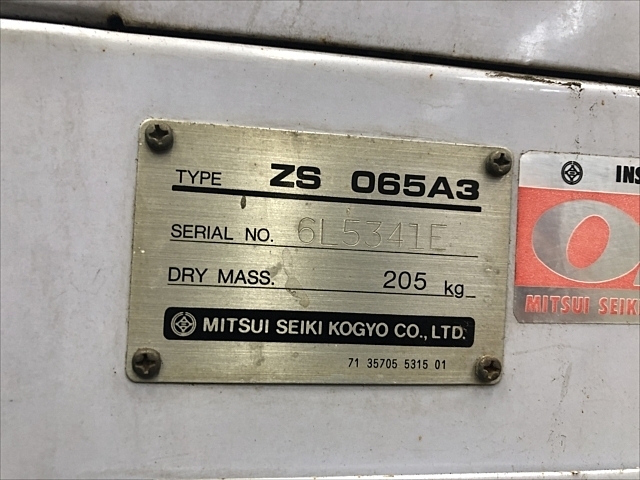 TYPE ZS 065A3
SERIAL NO. 6L5341E
DRY MASS. 205 kg
MITSUI SEIKI KOGYO CO., LTD.
71 35705 5315 01
INS
MITSUI SEIKI